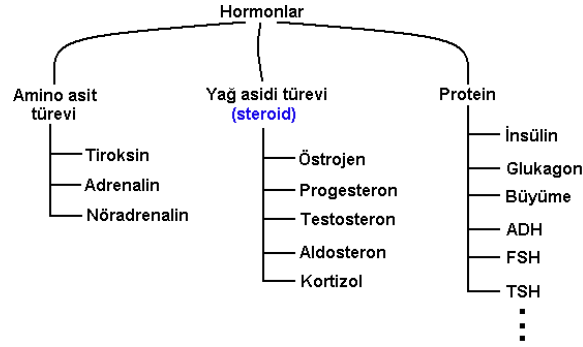 Hormonlar
Amino asit
türevi
Tiroksin
Adrenalin
Nöradrenalin
Yağ asidi türevi
(steroid)
Östrojen
Progesteron
Testosteron
Aldosteron
Kortizol
Protein
İnsülin
Glukagon
Büyüme
ADH
FSH
TSH